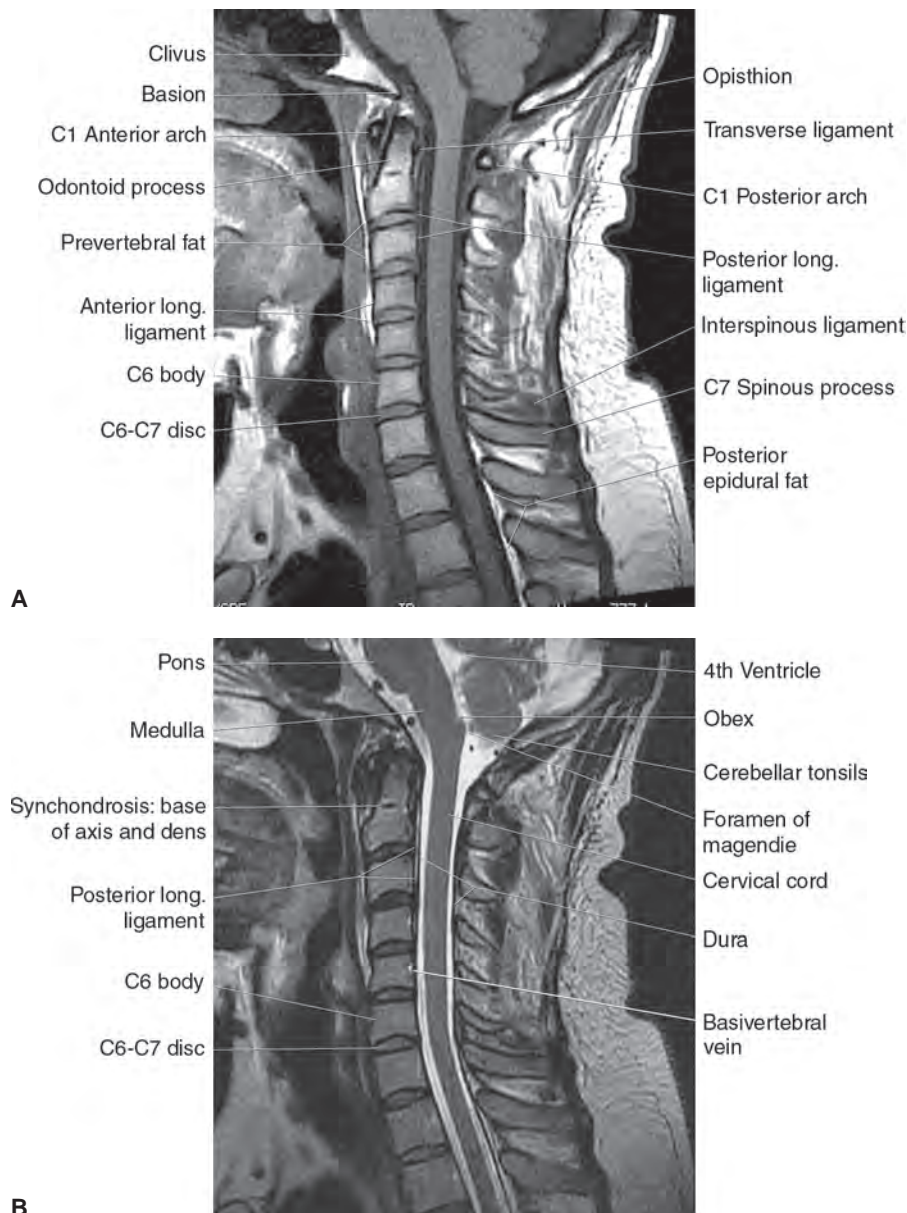 Clivus
Basion
C1 Anterior arch
Odontoid process
Prevertebral fat
Anterior long.
ligament
C6 body
C6-C7 disc
Opisthion
Transverse ligament
C1 Posterior arch
Posterior long.
ligament
Interspinous ligament
C7 Spinous process
Posterior
epidural fat
A
Pons
Medulla
Synchondrosis: base
of axis and dens
Posterior long.
ligament
C6 body
C6-C7 disc
4th Ventricle
Obex
Cerebellar tonsils
Foramen of
magendie
Cervical cord
Dura
Basivertebral
vein
B